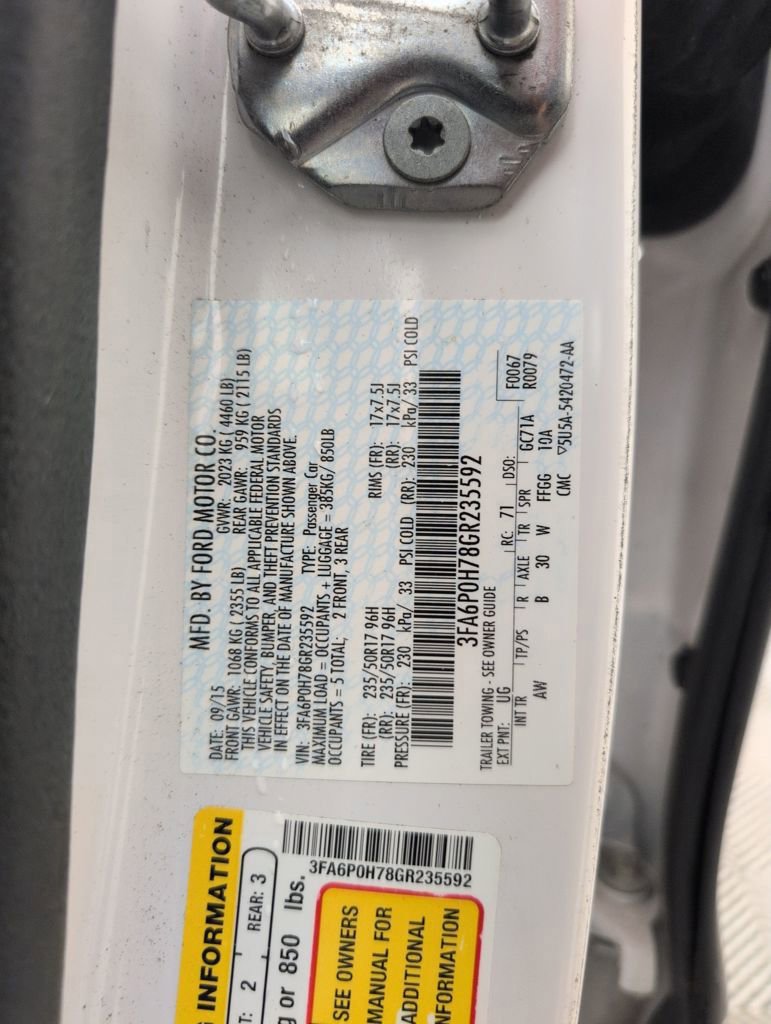 MFD. BY FORD MOTOR CO.
DATE: 09/15 GVWR: 2023 KG ( 4460 LB)
FRONT GAWR: 1068 KG ( 2355 LB) REAR GAWR: 959 KG ( 2115 LB)
THIS VEHICLE CONFORMS TO ALL APPLICABLE FEDERAL MOTOR
VEHICLE SAFETY, BUMPER, AND THEFT PREVENTION STANDARDS
IN EFFECT ON THE DATE OF MANUFACTURE SHOWN ABOVE.
VIN: 3FA6P0H78GR235592 TYPE: Passenger Car
MAXIMUM LOAD = OCCUPANTS + LUGGAGE = 385KG/ 850LB
OCCUPANTS = 5 TOTAL; 2 FRONT, 3 REAR
TIRE (FR): 235/50R17 96H RIMS (FR): 17x7.5J
(RR): 235/50R17 96H (RR): 17x7.5J
PRESSURE (FR): 230 kPa/ 33 PSI COLD (RR): 230 kPa/ 33 PSI COLD
3FA6P0H78GR235592
TRAILER TOWING - SEE OWNER GUIDE
EXT PNT: UG RC: 71 DSO: F0067
R0079
INT TR TP/PS R AXLE TR SPR GC71A
AW B 30 W FFGG 10A
CMC ▽5U5A-5420472-AA
INFORMATION
2 REAR: 3
or 850 lbs.
3FA6P0H78GR235592
SEE OWNERS
MANUAL FOR
ADDITIONAL
INFORMATION